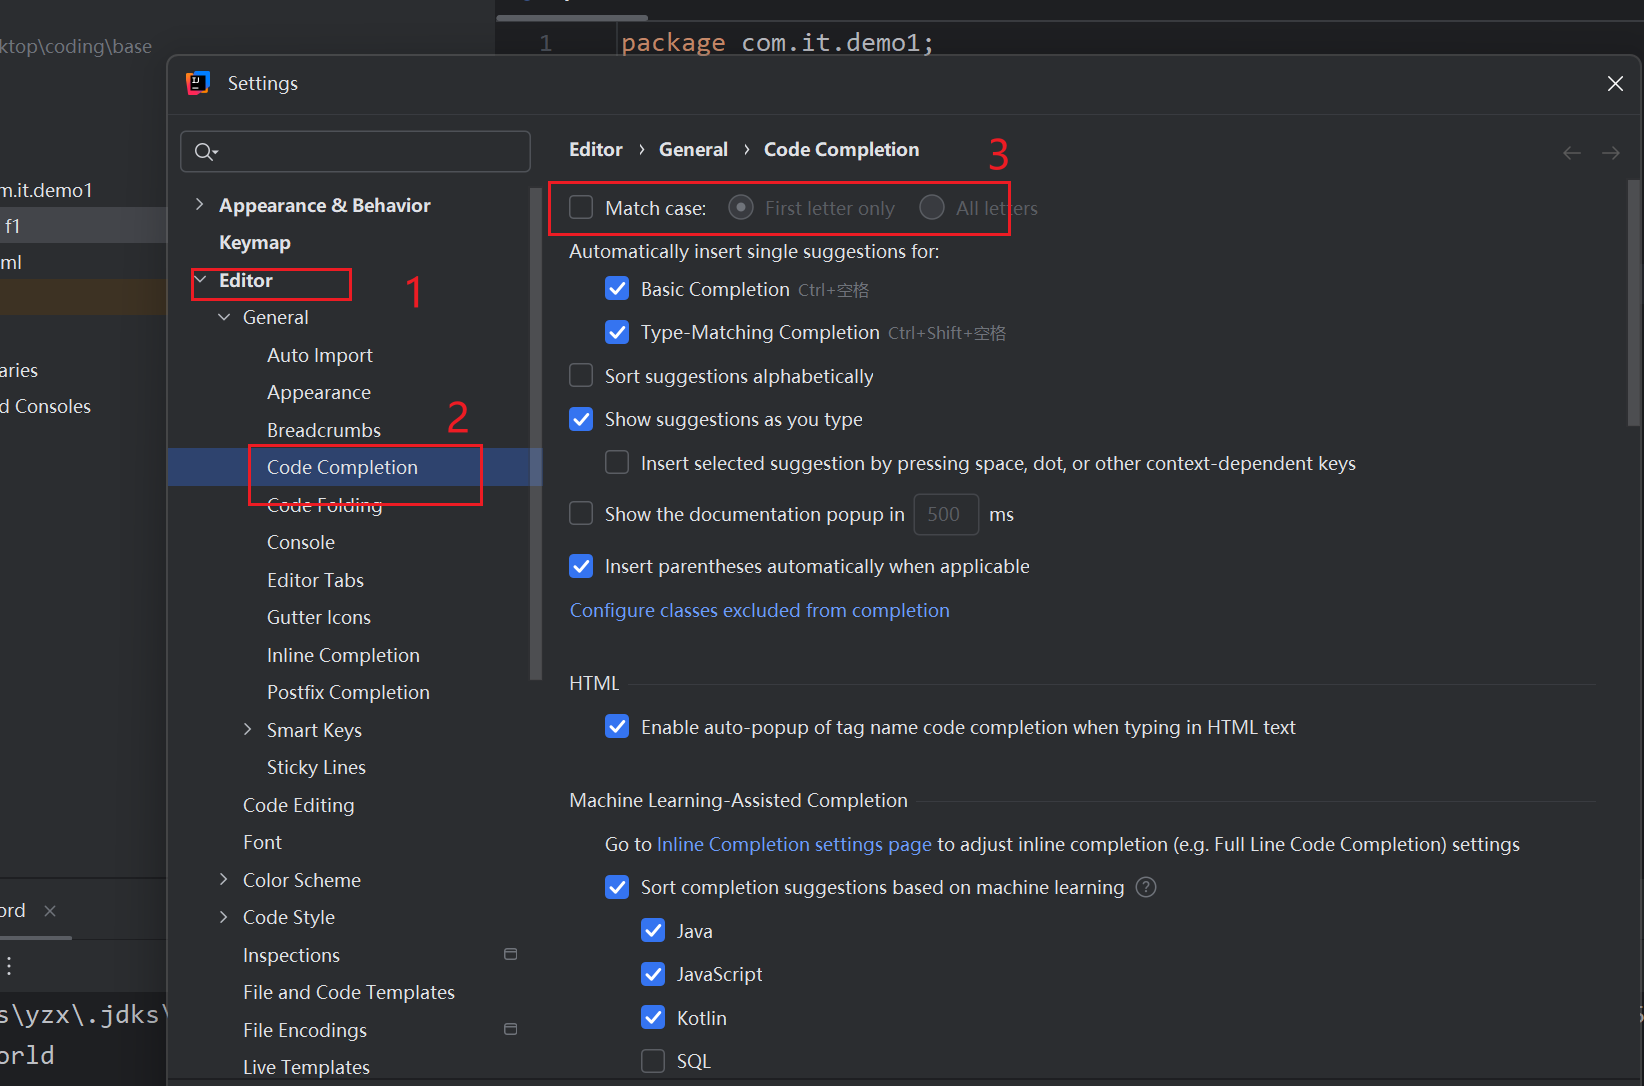 ktop\coding\base
1 package com.it.demo1;
Settings
m.it.demo1
f1
ml
aries
d Consoles
ord
s\yzx\.jdks\
orld
Appearance & Behavior
Keymap
Editor
1
General
Auto Import
Appearance
Breadcrumbs
2
Code Completion
Code Folding
Console
Editor Tabs
Gutter Icons
Inline Completion
Postfix Completion
Smart Keys
Sticky Lines
Code Editing
Font
Color Scheme
Code Style
Inspections
File and Code Templates
File Encodings
Live Templates
Editor › General › Code Completion
3
Match case: First letter only All letters
Automatically insert single suggestions for:
Basic Completion Ctrl+空格
Type-Matching Completion Ctrl+Shift+空格
Sort suggestions alphabetically
Show suggestions as you type
Insert selected suggestion by pressing space, dot, or other context-dependent keys
Show the documentation popup in 500 ms
Insert parentheses automatically when applicable
Configure classes excluded from completion
HTML
Enable auto-popup of tag name code completion when typing in HTML text
Machine Learning-Assisted Completion
Go to Inline Completion settings page to adjust inline completion (e.g. Full Line Code Completion) settings
Sort completion suggestions based on machine learning ?
Java
JavaScript
Kotlin
SQL